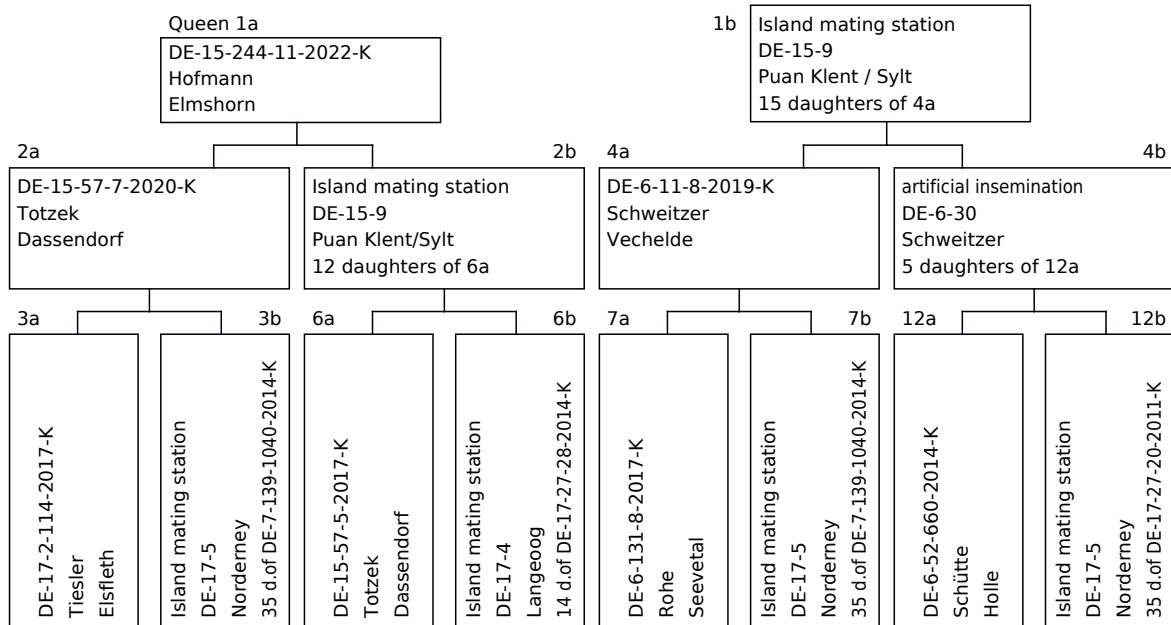 Queen 1a
DE-15-244-11-2022-K
Hofmann
Elmshorn
1b
Island mating station
DE-15-9
Puan Klent / Sylt
15 daughters of 4a
2a
DE-15-57-7-2020-K
Totzek
Dassendorf
2b
Island mating station
DE-15-9
Puan Klent/Sylt
12 daughters of 6a
4a
DE-6-11-8-2019-K
Schweitzer
Vechelde
4b
artificial insemination
DE-6-30
Schweitzer
5 daughters of 12a
3a
DE-17-2-114-2017-K
Tiesler
Elsfleth
3b
Island mating station
DE-17-5
Norderney
35 d.of DE-7-139-1040-2014-K
6a
DE-15-57-5-2017-K
Totzek
Dassendorf
6b
Island mating station
DE-17-4
Langeoog
14 d.of DE-17-27-28-2014-K
7a
DE-6-131-8-2017-K
Rohe
Seevetal
7b
Island mating station
DE-17-5
Norderney
35 d.of DE-7-139-1040-2014-K
12a
DE-6-52-660-2014-K
Schütte
Holle
12b
Island mating station
DE-17-5
Norderney
35 d.of DE-17-27-20-2011-K